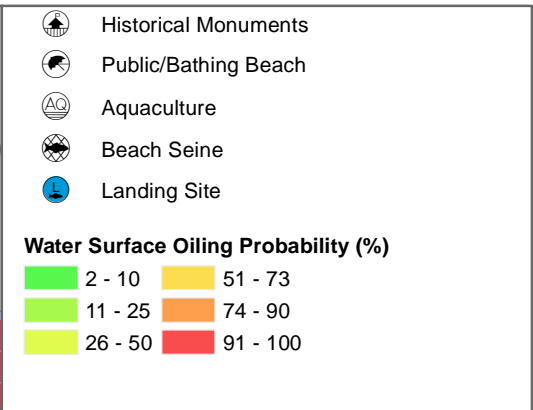 Historical Monuments
Public/Bathing Beach
AQ Aquaculture
Beach Seine
L Landing Site
Water Surface Oiling Probability (%)
2 - 10 51 - 73
11 - 25 74 - 90
26 - 50 91 - 100